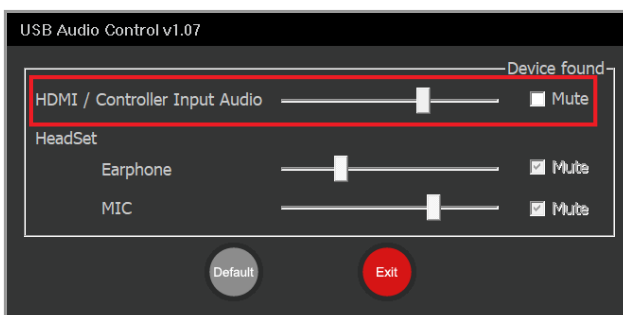 USB Audio Control v1.07
Device found
HDMI / Controller Input Audio Mute
HeadSet
Earphone Mute
MIC Mute
Default Exit